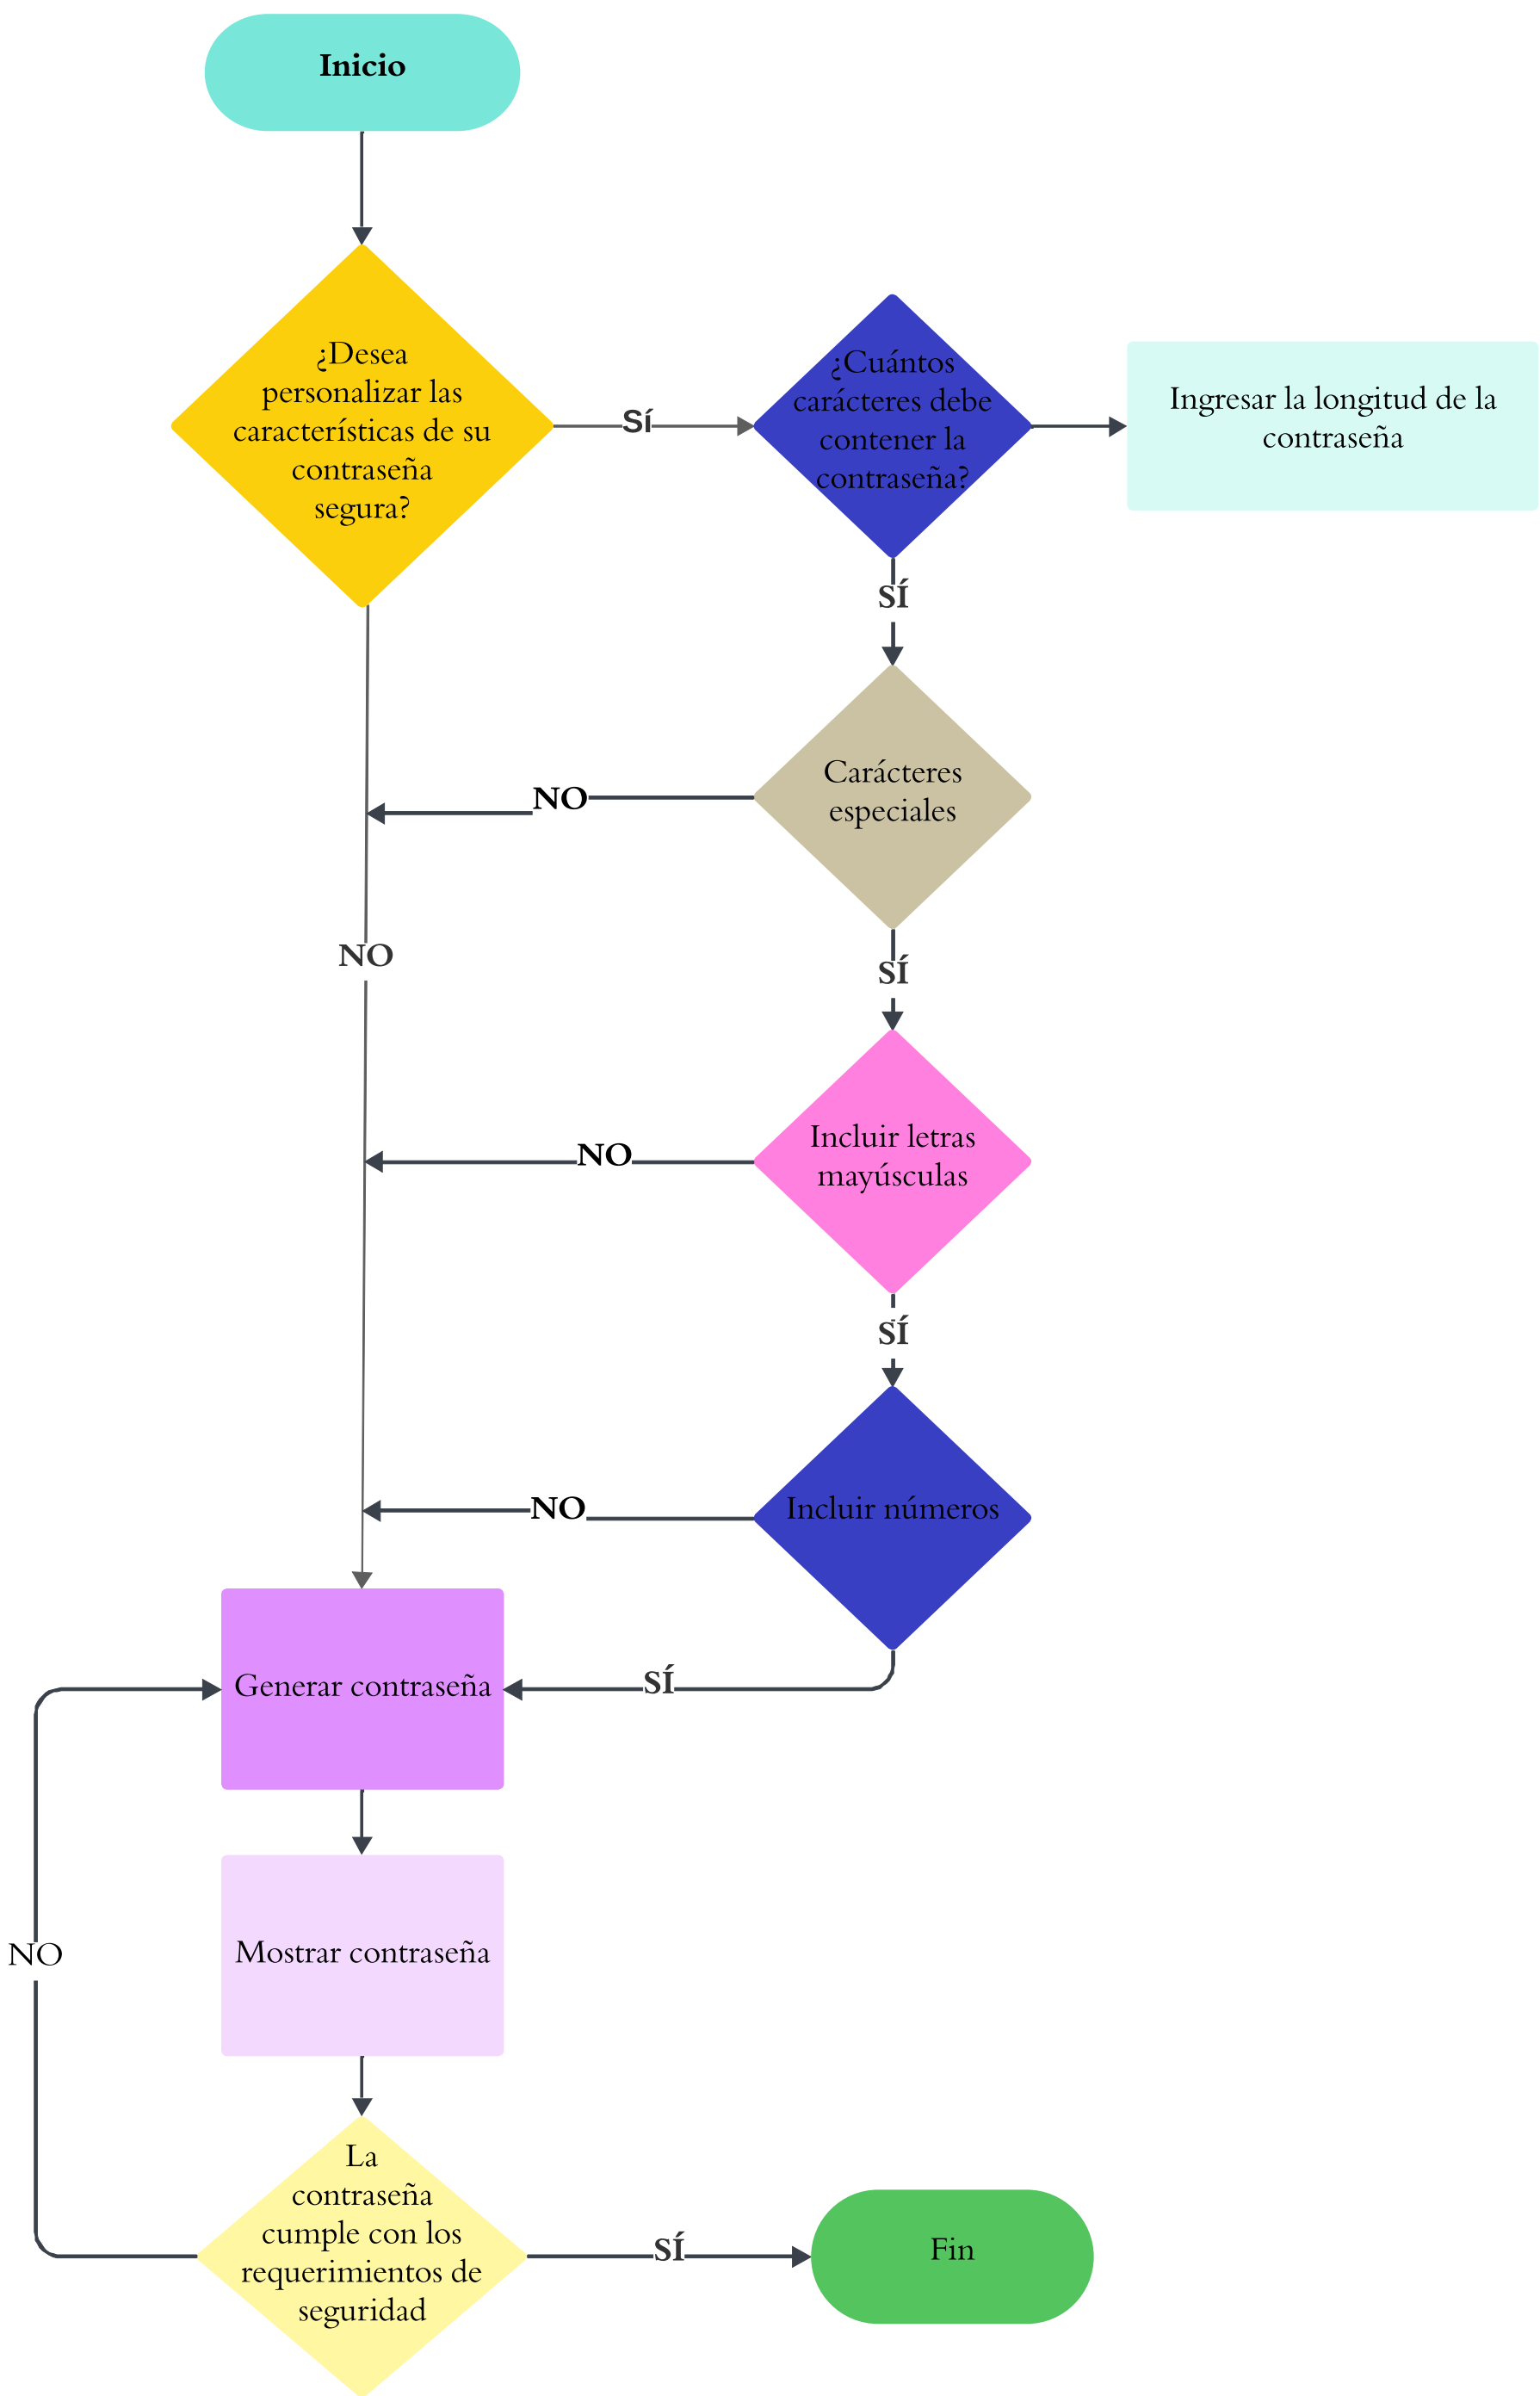 Inicio
¿Desea
personalizar las
características de su
contraseña
segura?
Sí
¿Cuántos
carácteres debe
contener la
contraseña?
Ingresar la longitud de la
contraseña
SÍ
Carácteres
especiales
NO
NO
SÍ
Incluir letras
mayúsculas
NO
SÍ
Incluir números
NO
Generar contraseña
SÍ
Mostrar contraseña
NO
La
contraseña
cumple con los
requerimientos de
seguridad
SÍ
Fin